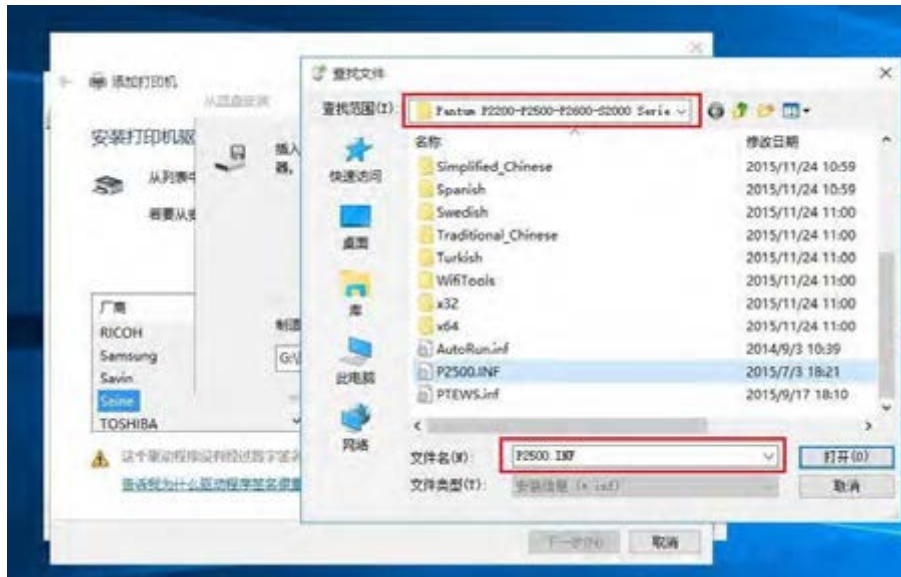 添加打印机
从磁盘安装
安装打印机驱
从列表中
若要从安
插入
器。
厂商
RICOH
Samsung
Savin
Seine
TOSHIBA
制造
G:\
这个驱动程序没有经过数字签名
告诉我为什么驱动程序签名很重
下一步(N)
取消
查找文件
查找范围(I):
Pantum P2200-P2500-P2600-S2000 Serie
快速访问
桌面
库
此电脑
网络
名称
修改日期
Simplified_Chinese 2015/11/24 10:59
Spanish 2015/11/24 10:59
Swedish 2015/11/24 11:00
Traditional_Chinese 2015/11/24 11:00
Turkish 2015/11/24 11:00
WifiTools 2015/11/24 11:00
x32 2015/11/24 11:00
x64 2015/11/24 11:00
AutoRun.inf 2014/9/3 10:39
P2500.INF 2015/7/3 18:21
PTEWS.inf 2015/9/17 18:10
文件名(N):
P2500.INF
打开(O)
文件类型(T):
安装信息 (*.inf)
取消